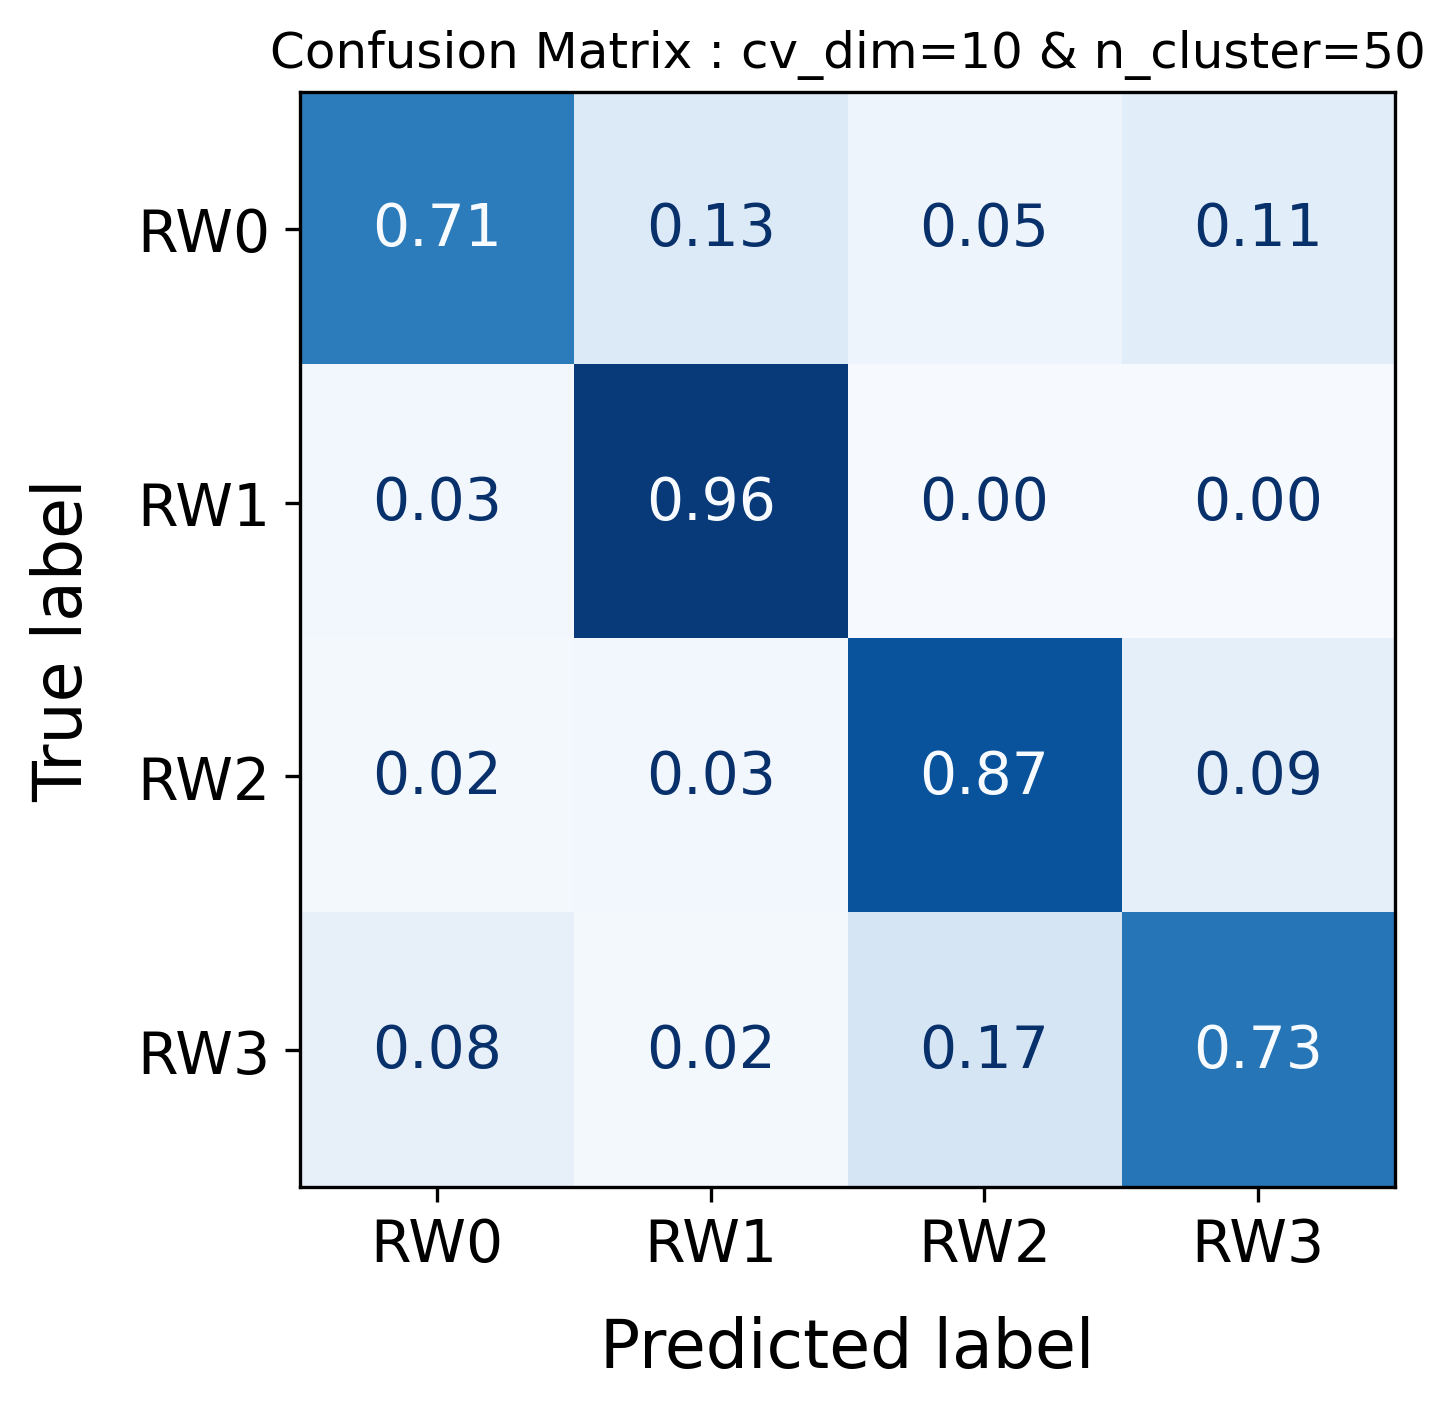 Confusion Matrix : cv_dim=10 & n_cluster=50
True label
RW0 0.71 0.13 0.05 0.11
RW1 0.03 0.96 0.00 0.00
RW2 0.02 0.03 0.87 0.09
RW3 0.08 0.02 0.17 0.73
RW0 RW1 RW2 RW3
Predicted label